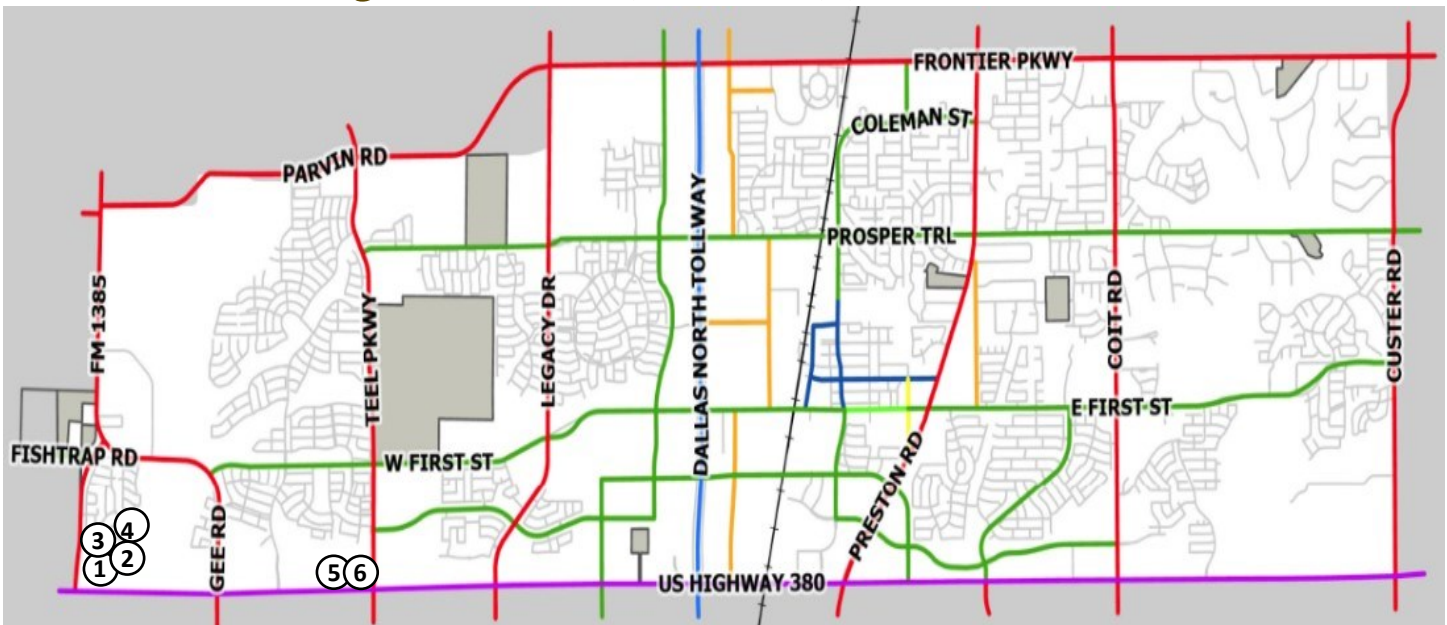 FRONTIER PKWY
COLEMAN ST
PARVIN RD
PROSPER TRL
FM 1385
TEEL PKWY
LEGACY DR
DALLAS NORTH TOLLWAY
COIT RD
CUSTER RD
E FIRST ST
FISHTRAP RD
W FIRST ST
PRESTON RD
GEE RD
3
4
1
2
5
6
US HIGHWAY 380